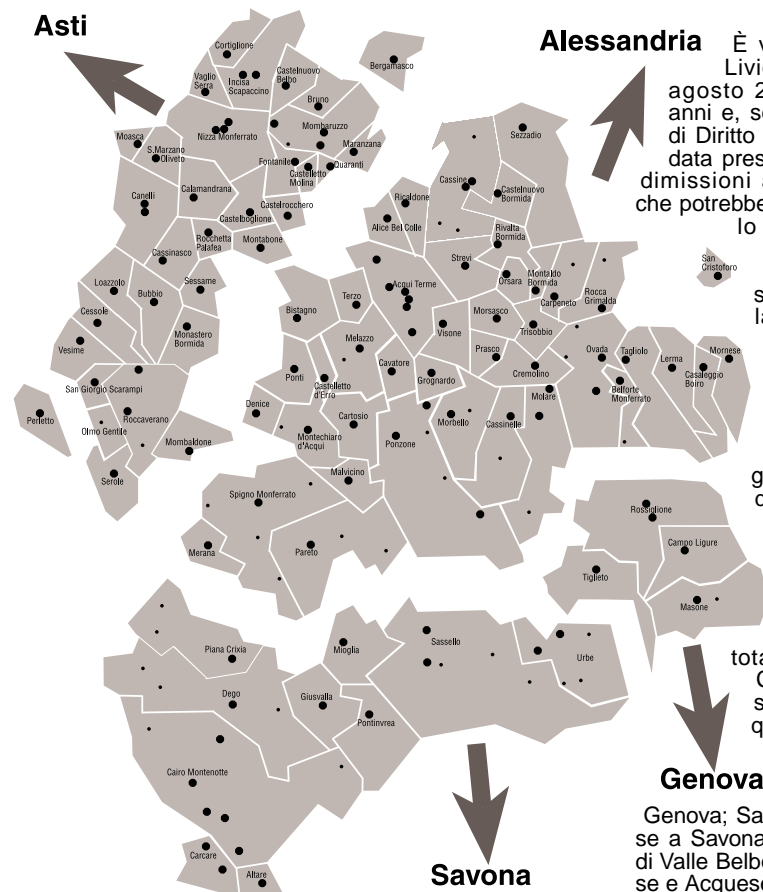 Asti
Alessandria
È v
Livio
agosto 2
anni e, so
di Diritto
data pres
dimissioni a
che potrebbe
lo
s
la
g
c
tota
C
s
q
Cortiglione
Vaglio
Serra
Incisa
Scapaccino
Castelnuovo
Belbo
Bergamasco
Bruno
Nizza Monferrato
Mombaruzzo
Maranzana
Moasca
S.Marzano
Oliveto
Fontanile
Castelletto
Molina
Quaranti
Canelli
Calamandrana
Castelboglione
Castelrocchero
Rocchetta
Palafea
Montabone
Cassinasco
Loazzolo
Bubbio
Sessame
Cessole
Vesime
Monastero
Bormida
San Giorgio Scarampi
Perletto
Olmo Gentile
Roccaverano
Mombaldone
Serole
Sezzadio
Cassine
Castelnuovo
Bormida
Ricaldone
Alice Bel Colle
Rivalta
Bormida
Strevi
Orsara
Montaldo
Bormida
Carpeneto
Rocca
Grimalda
San
Cristoforo
Acqui Terme
Bistagno
Terzo
Melazzo
Visone
Morsasco
Trisobbio
Prasco
Cremolino
Ovada
Tagliolo
Lerma
Mornese
Casaleggio
Boiro
Belforte
Monferrato
Ponti
Castelletto
d'Erro
Cavatore
Grognardo
Molare
Denice
Montechiaro
d'Acqui
Cartosio
Ponzone
Morbello
Cassinelle
Malvicino
Spigno Monferrato
Merana
Pareto
Rossiglione
Campo Ligure
Tiglieto
Masone
Piana Crixia
Mioglia
Sassello
Urbe
Dego
Giusvalla
Pontinvrea
Cairo Montenotte
Carcare
Altare
Savona
Genova
Genova; Sa
se a Savona
di Valle Belbo
se e Acquese